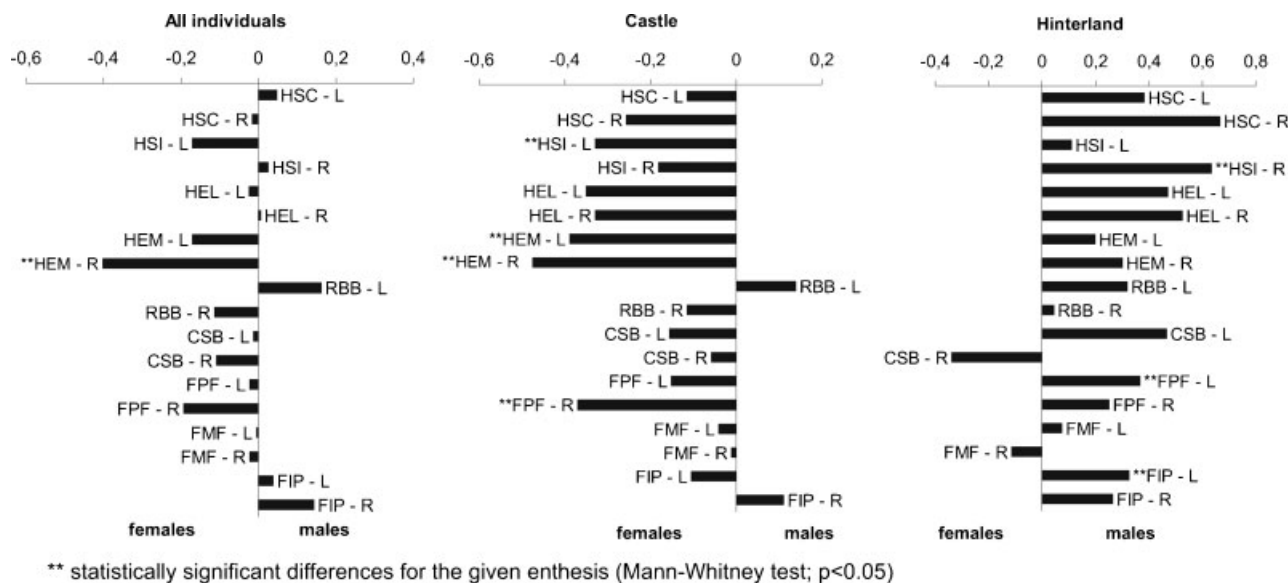 All individuals
-0,6 -0,4 -0,2 0 0,2 0,4
HSC - L
HSC - R
HSI - L
HSI - R
HEL - L
HEL - R
HEM - L
**HEM - R
RBB - L
RBB - R
CSB - L
CSB - R
FPF - L
FPF - R
FMF - L
FMF - R
FIP - L
FIP - R
females males
Castle
-0,6 -0,4 -0,2 0 0,2
HSC - L
HSC - R
**HSI - L
HSI - R
HEL - L
HEL - R
**HEM - L
**HEM - R
RBB - L
RBB - R
CSB - L
CSB - R
FPF - L
**FPF - R
FMF - L
FMF - R
FIP - L
FIP - R
females males
Hinterland
-0,4 -0,2 0 0,2 0,4 0,6 0,8
HSC - L
HSC - R
HSI - L
**HSI - R
HEL - L
HEL - R
HEM - L
HEM - R
RBB - L
RBB - R
CSB - L
CSB - R
**FPF - L
FPF - R
FMF - L
FMF - R
**FIP - L
FIP - R
females males
** statistically significant differences for the given enthesis (Mann-Whitney test; p<0.05)